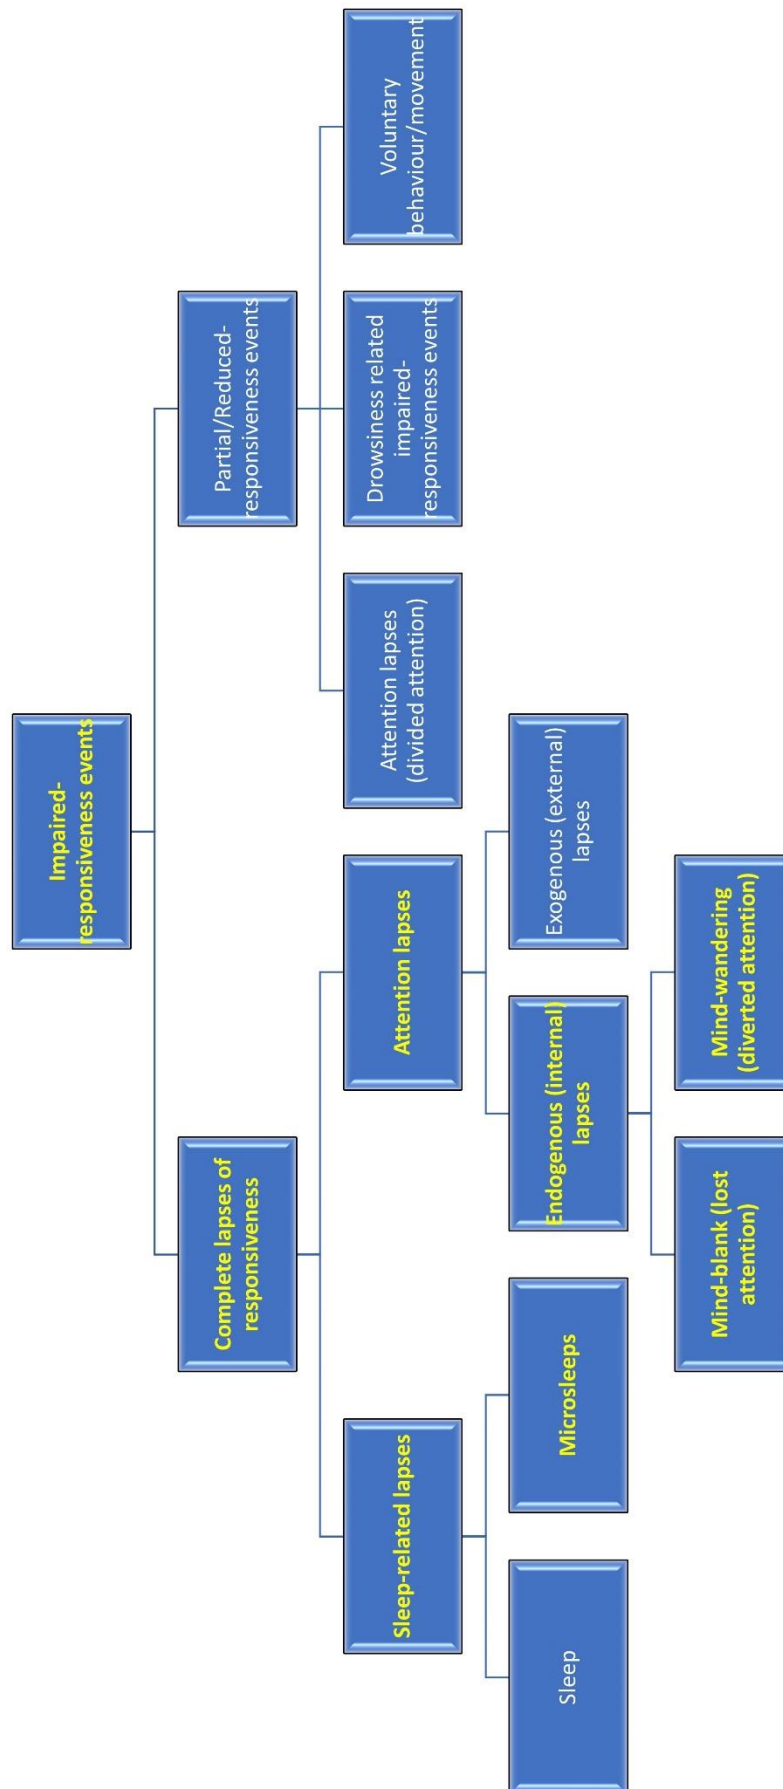 Impaired-
responsiveness events
Complete lapses of
responsiveness
Partial/Reduced-
responsiveness events
Sleep-related lapses
Attention lapses
Attention lapses
(divided attention)
Drowsiness related
impaired-
responsiveness events
Voluntary
behaviour/movement
Sleep
Microsleeps
Endogenous (internal)
lapses
Exogenous (external)
lapses
Mind-blank (lost
attention)
Mind-wandering
(diverted attention)